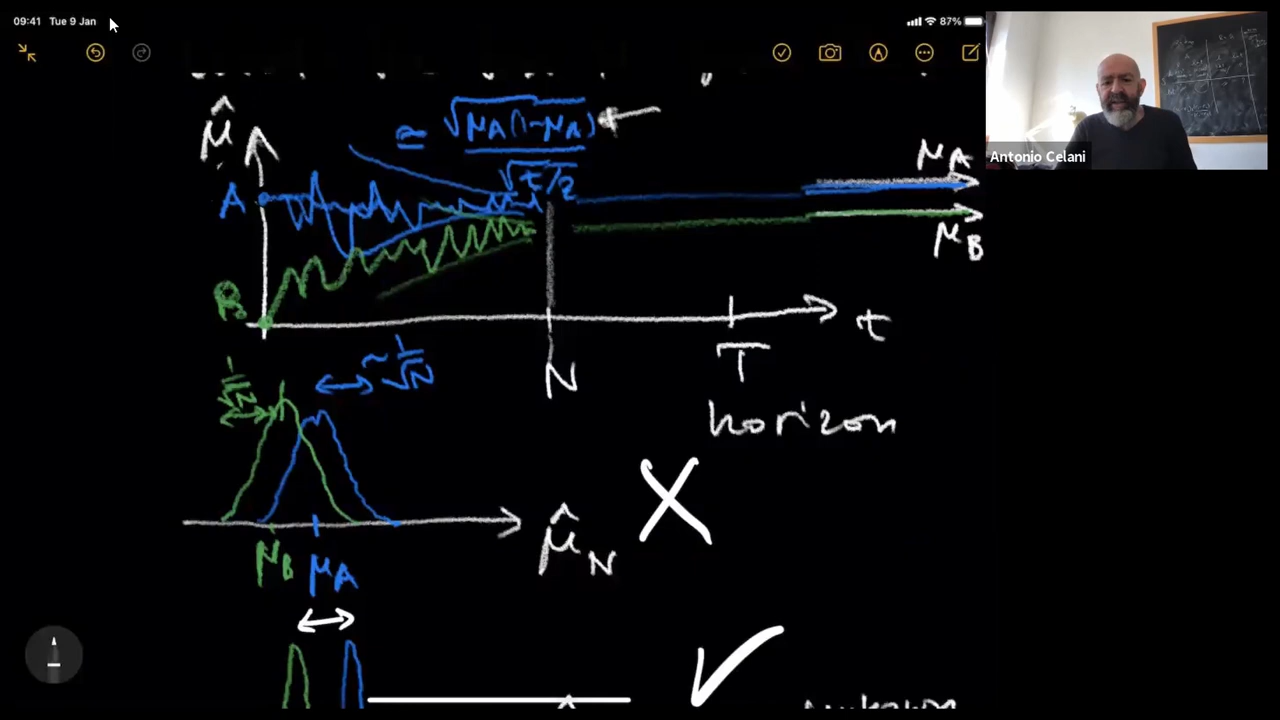 09:41 Tue 9 Jan
87%
Antonio Celani
μ̂
≃ √μA(1-μA)
√t/2
A
B
μA
μB
t
N
T
horizon
1/√N
~1/√N
μ̂N
X
μB μA